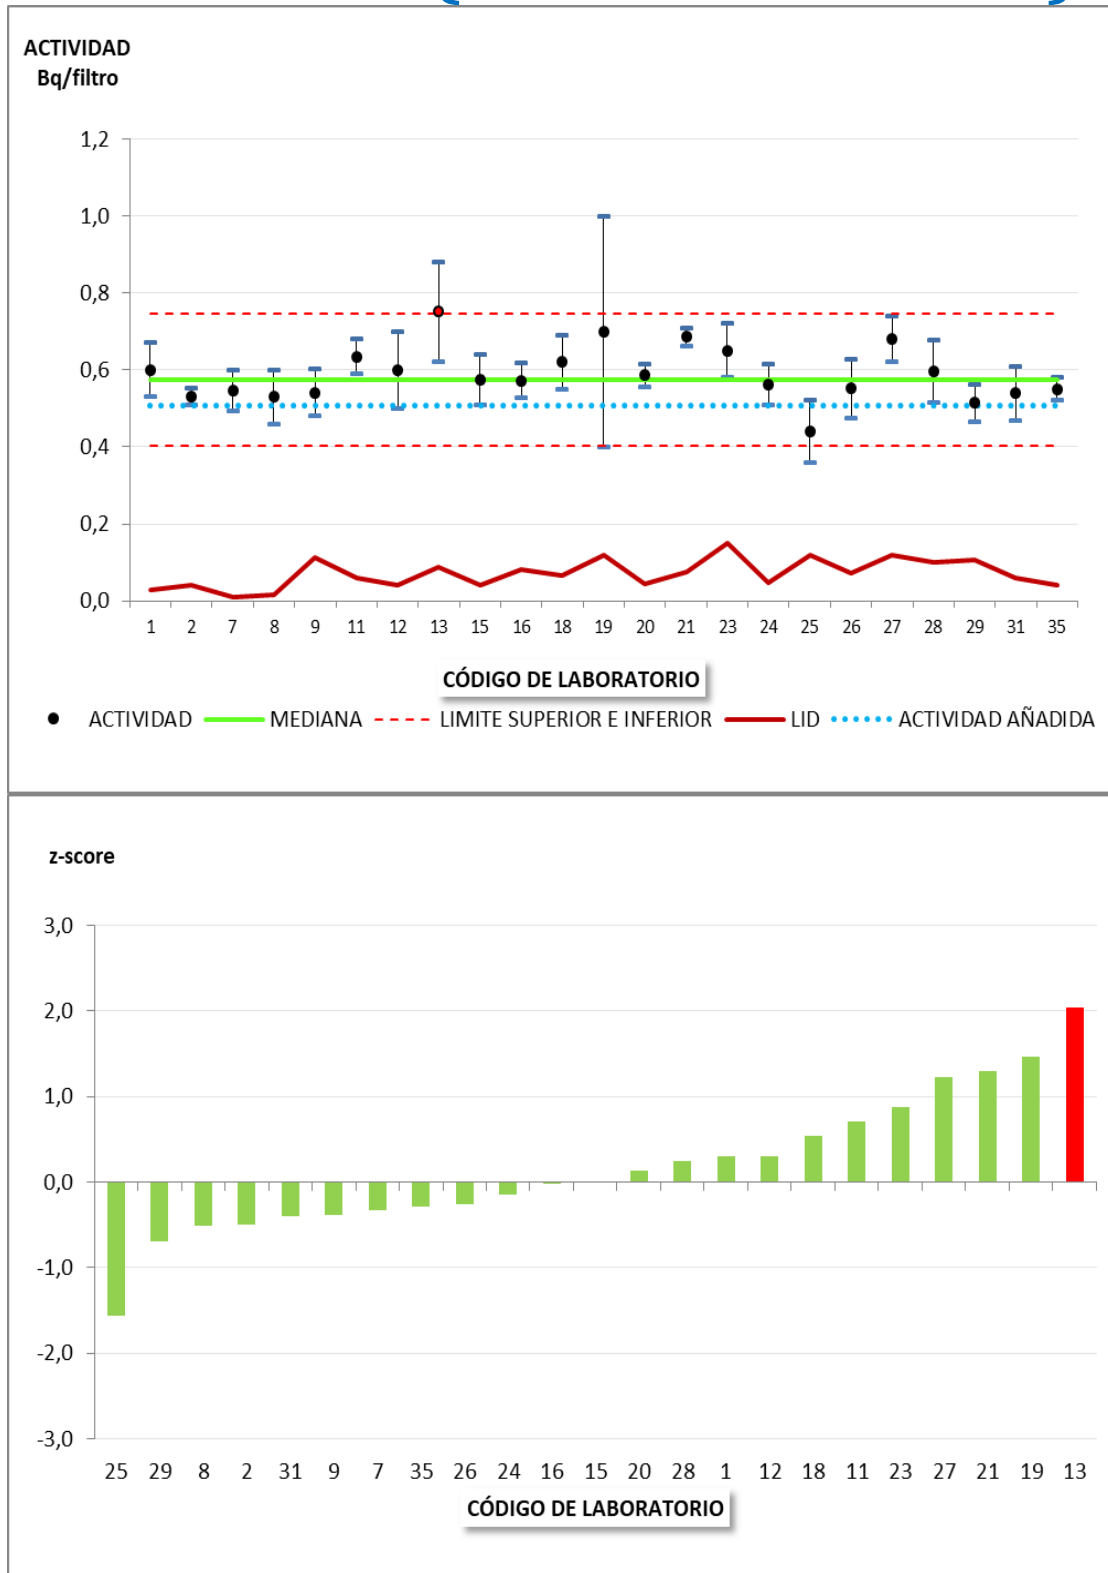 ACTIVIDAD
Bq/filtro
1,2
1,0
0,8
0,6
0,4
0,2
0,0
1 2 7 8 9 11 12 13 15 16 18 19 20 21 23 24 25 26 27 28 29 31 35
CÓDIGO DE LABORATORIO
ACTIVIDAD MEDIANA LIMITE SUPERIOR E INFERIOR LID ACTIVIDAD AÑADIDA
z-score
3,0
2,0
1,0
0,0
-1,0
-2,0
-3,0
25 29 8 2 31 9 7 35 26 24 16 15 20 28 1 12 18 11 23 27 21 19 13
CÓDIGO DE LABORATORIO